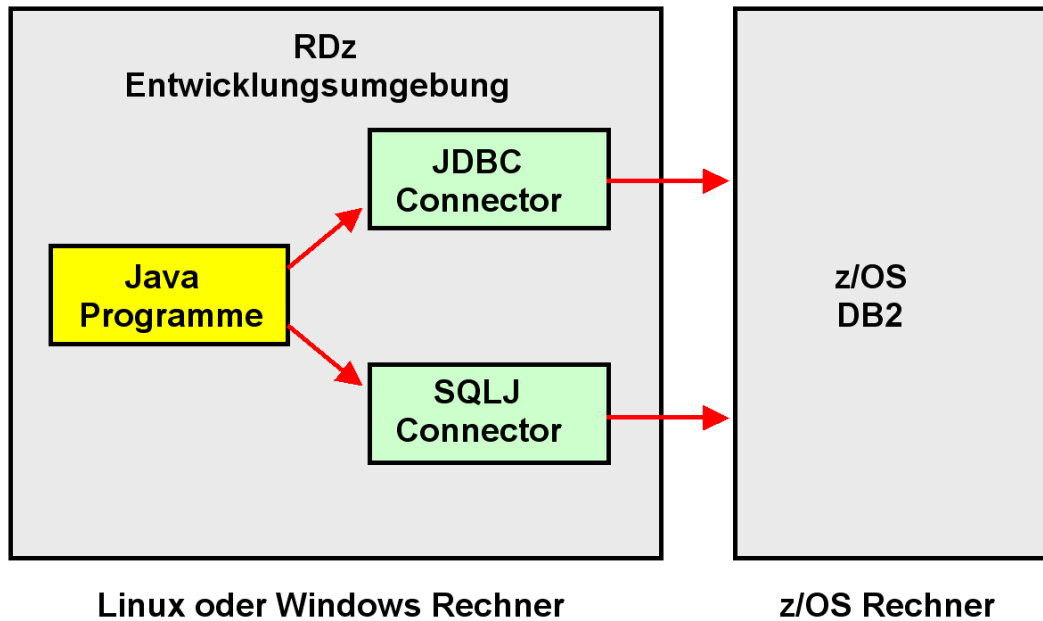 RDz
Entwicklungsumgebung
JDBC
Connector
Java
Programme
SQLJ
Connector
z/OS
DB2
Linux oder Windows Rechner
z/OS Rechner